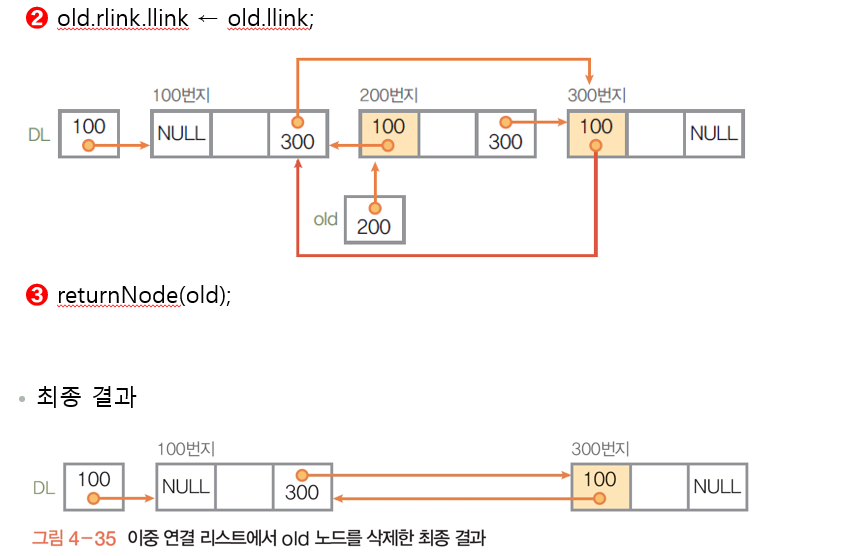 ❷ old.rlink.llink ← old.llink;
100번지 200번지 300번지
DL 100 NULL 300 100 300 100 NULL
old 200
❸ returnNode(old);
• 최종 결과
100번지 300번지
DL 100 NULL 300 100 NULL
그림 4-35 이중 연결 리스트에서 old 노드를 삭제한 최종 결과